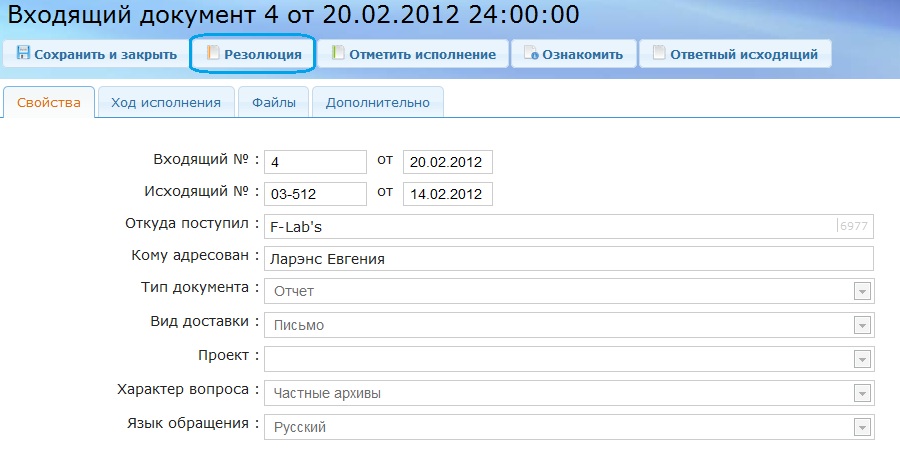 Входящий документ 4 от 20.02.2012 24:00:00
Сохранить и закрыть Резолюция Отметить исполнение Ознакомить Ответный исходящий
Свойства Ход исполнения Файлы Дополнительно
Входящий № : 4 от 20.02.2012
Исходящий № : 03-512 от 14.02.2012
Откуда поступил : F-Lab's 6977
Кому адресован : Ларэнс Евгения
Тип документа : Отчет
Вид доставки : Письмо
Проект :
Характер вопроса : Частные архивы
Язык обращения : Русский